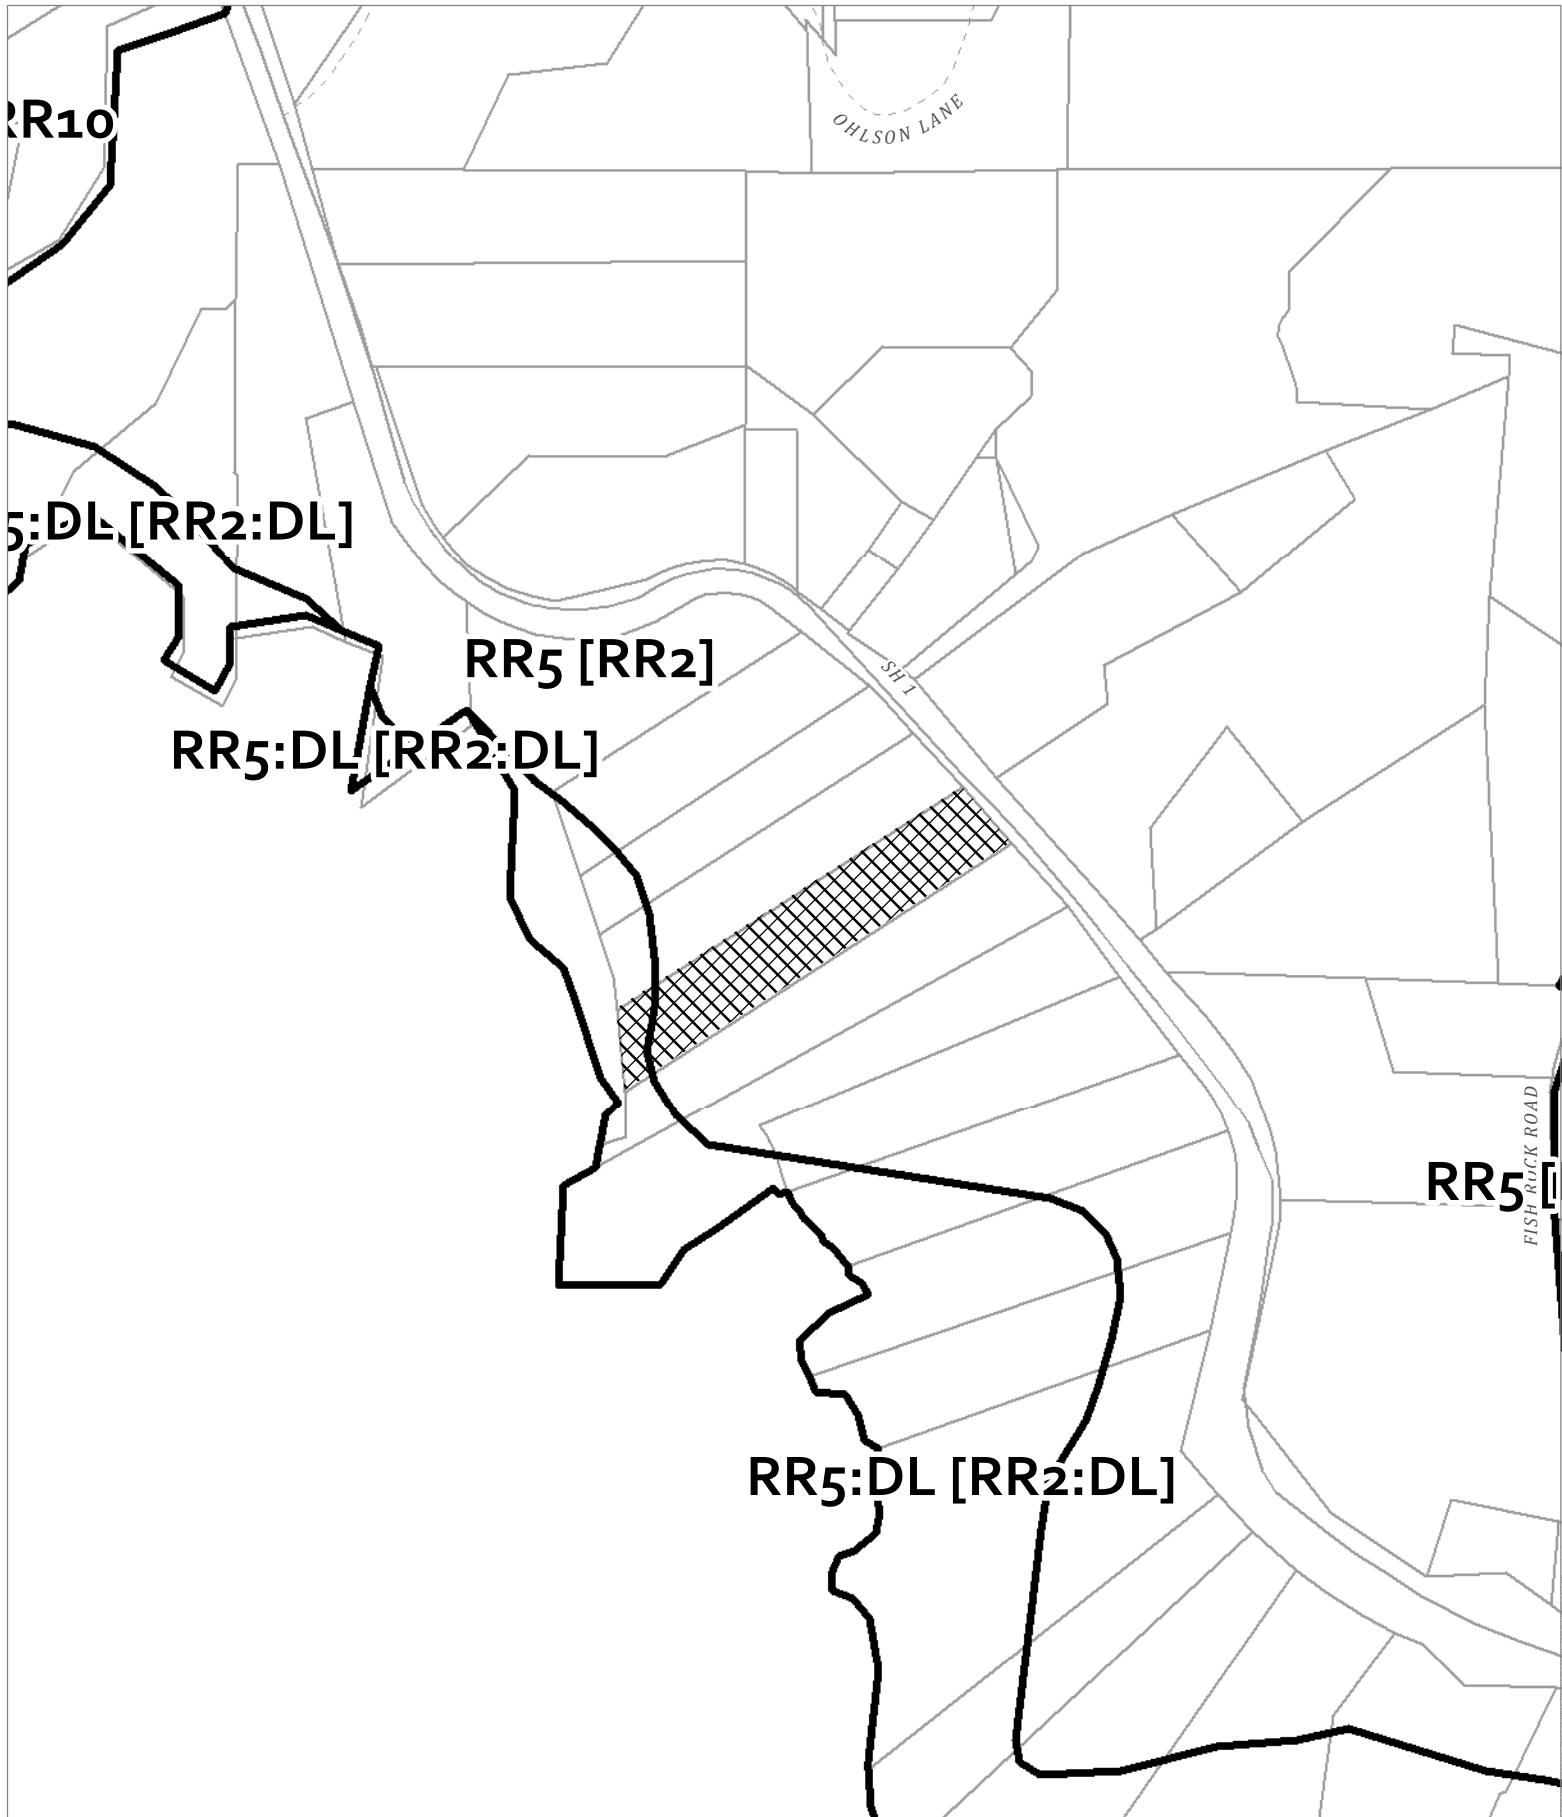 RR10
OHLSON LANE
5:DL [RR2:DL]
RR5 [RR2]
SH 1
RR5:DL [RR2:DL]
RR5 [
FISH ROCK ROAD
RR5:DL [RR2:DL]